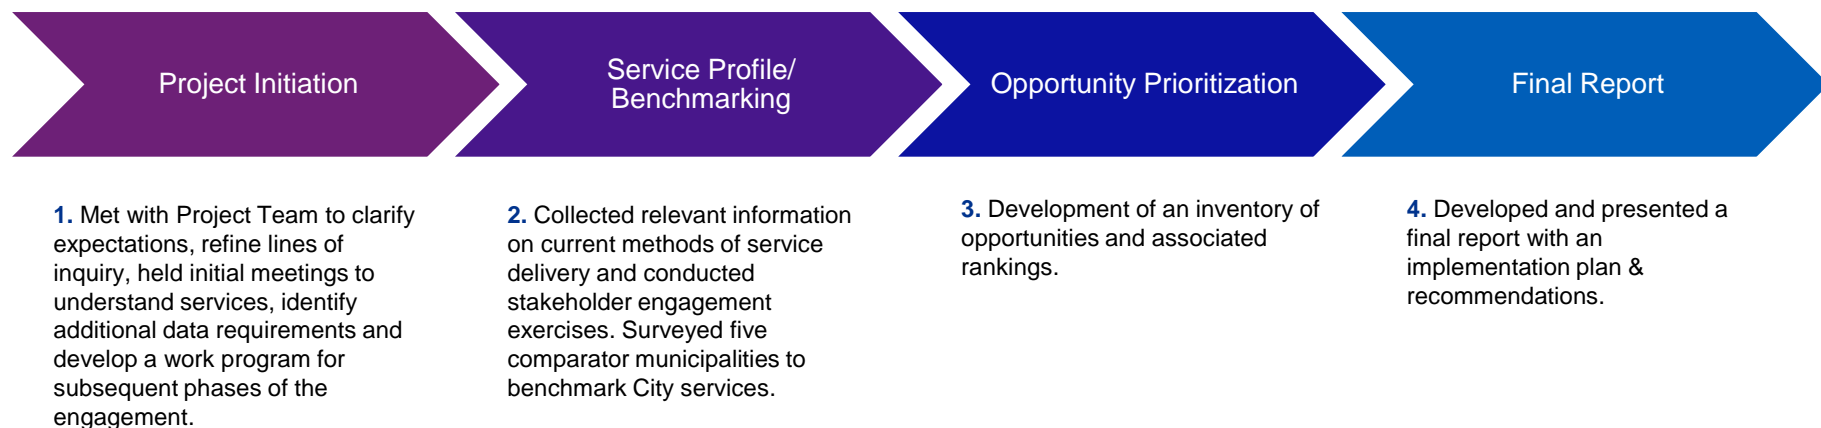 Project Initiation
Service Profile/
Benchmarking
Opportunity Prioritization
Final Report
1. Met with Project Team to clarify
expectations, refine lines of
inquiry, held initial meetings to
understand services, identify
additional data requirements and
develop a work program for
subsequent phases of the
engagement.
2. Collected relevant information
on current methods of service
delivery and conducted
stakeholder engagement
exercises. Surveyed five
comparator municipalities to
benchmark City services.
3. Development of an inventory of
opportunities and associated
rankings.
4. Developed and presented a
final report with an
implementation plan &
recommendations.